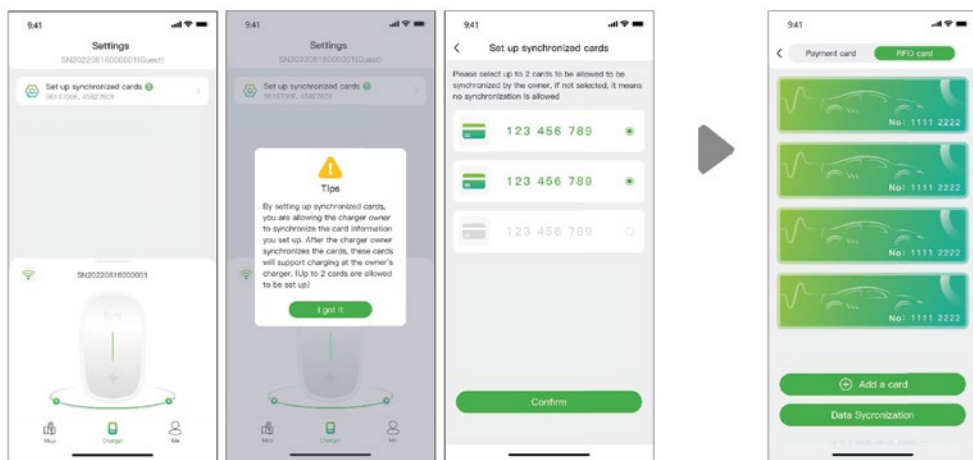 9:41
Settings
SN20220816000001(Guest)
Set up synchronized cards
SN20220816000001
Charger
Me
9:41
Settings
SN20220816000001(Guest)
Set up synchronized cards
Tips
By setting up synchronized cards,
you are allowing the charger owner
to synchronize the card information
you set up. After the charger owner
synchronizes the cards, these cards
will support charging at the owner's
charger. (Up to 2 cards are allowed
to be set up)
I got it
Charger
Me
9:41
Set up synchronized cards
Please select up to 2 cards to be allowed to be
synchronized by the owner, if not selected, it means
no synchronization is allowed
123 456 789
123 456 789
123 456 789
Confirm
9:41
Payment card
RFID card
No: 1111 2222
No: 1111 2222
No: 1111 2222
No: 1111 2222
Add a card
Data Sycronization